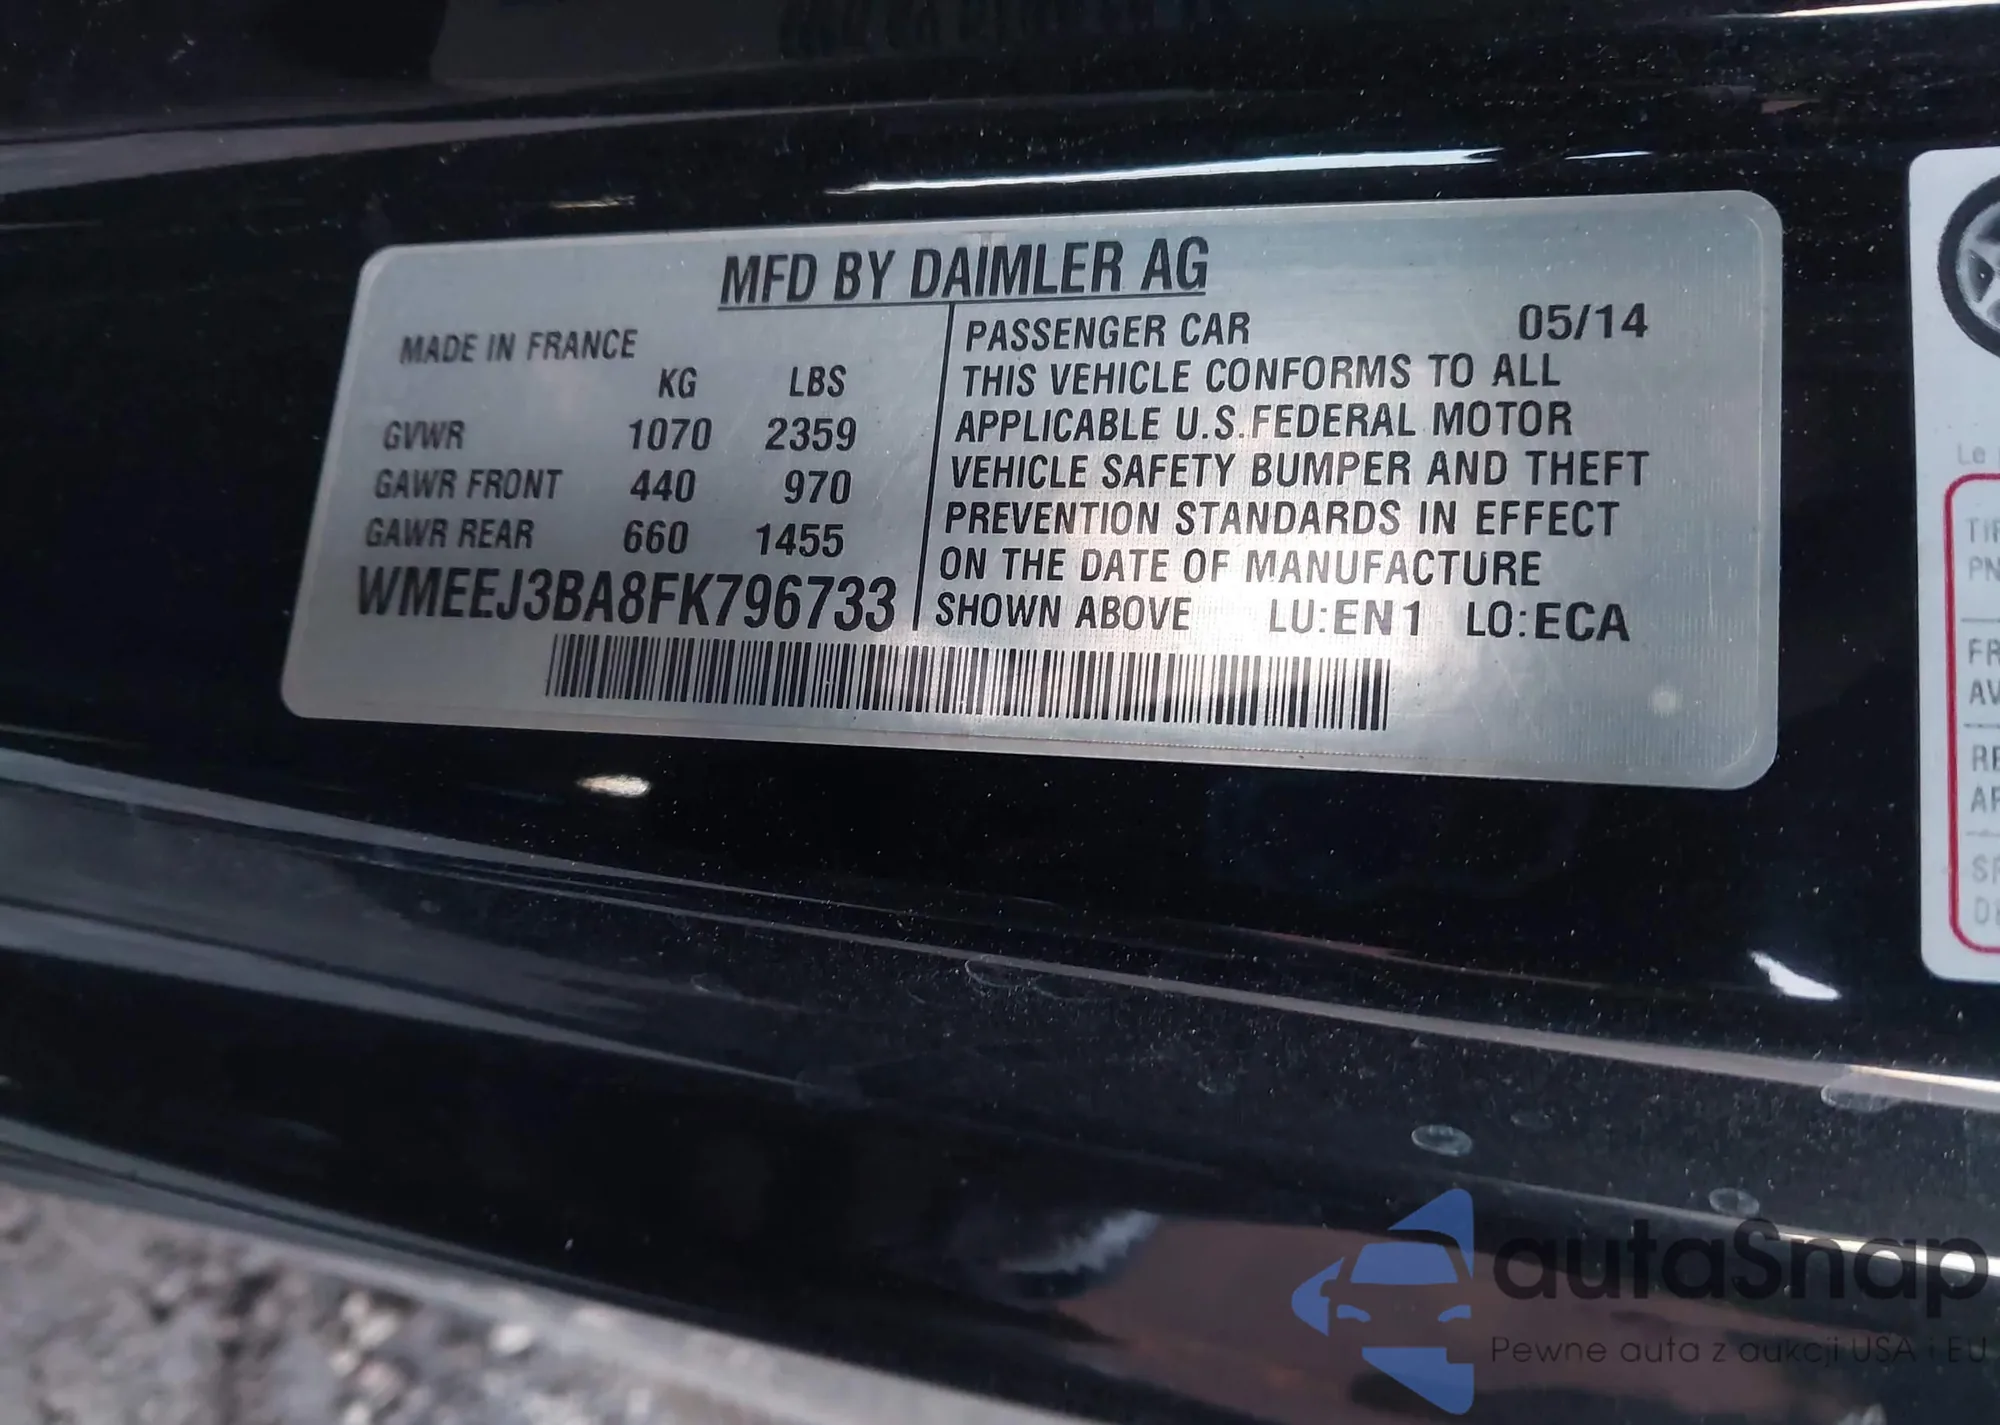 MFD BY DAIMLER AG
MADE IN FRANCE
KG LBS
GVWR 1070 2359
GAWR FRONT 440 970
GAWR REAR 660 1455
WMEEJ3BA8FK796733
PASSENGER CAR 05/14
THIS VEHICLE CONFORMS TO ALL
APPLICABLE U.S.FEDERAL MOTOR
VEHICLE SAFETY BUMPER AND THEFT
PREVENTION STANDARDS IN EFFECT
ON THE DATE OF MANUFACTURE
SHOWN ABOVE LU:EN1 LO:ECA
Le
autaSnap
Pewne auta z aukcji USA i EU